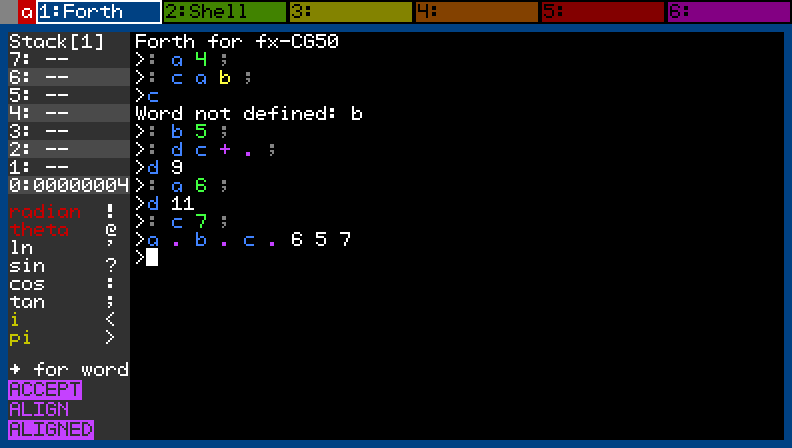 a 1:Forth 2:Shell 3: 4: 5: 6:
Stack[1]
7: --
6: --
5: --
4: --
3: --
2: --
1: --
0:00000004
radian !
theta @
ln '
sin ?
cos :
tan ;
i <
pi >
→ for word
ACCEPT
ALIGN
ALIGNED
Forth for fx-CG50
>: a 4 ;
>: c a b ;
>c
Word not defined: b
>: b 5 ;
>: d c + . ;
>d 9
>: a 6 ;
>d 11
>: c 7 ;
>a . b . c . 6 5 7
>